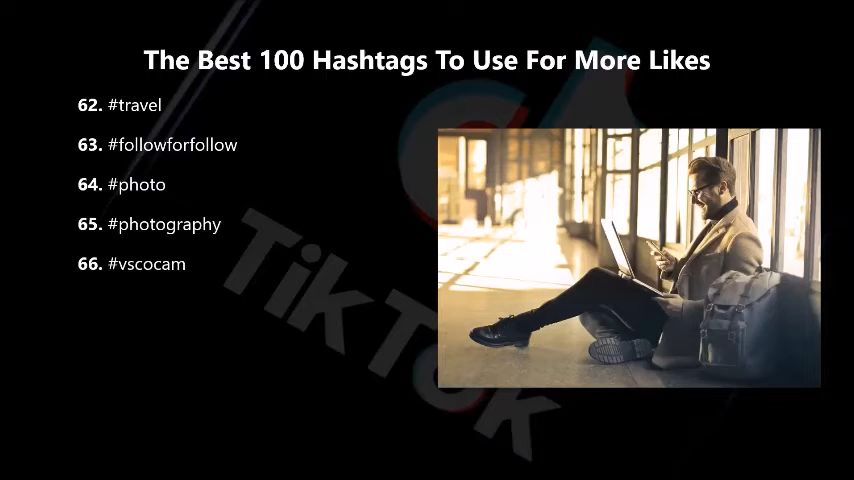 The Best 100 Hashtags To Use For More Likes
62. #travel
63. #followforfollow
64. #photo
65. #photography
66. #vscocam
TikTok